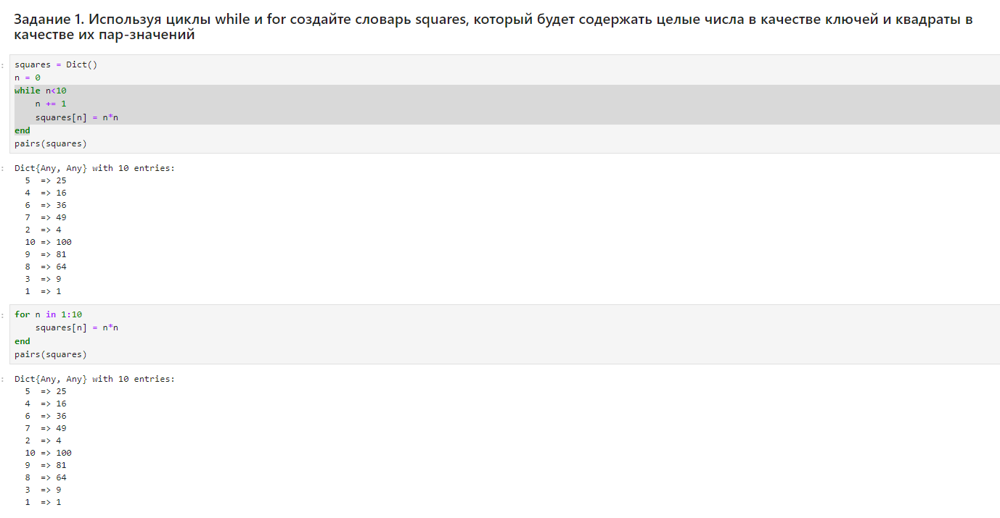 Задание 1. Используя циклы while и for создайте словарь squares, который будет содержать целые числа в качестве ключей и квадраты в
качестве их пар-значений
:
squares = Dict()
n = 0
while n<10
    n += 1
    squares[n] = n*n
end
pairs(squares)
:
Dict{Any, Any} with 10 entries:
  5  => 25
  4  => 16
  6  => 36
  7  => 49
  2  => 4
  10 => 100
  9  => 81
  8  => 64
  3  => 9
  1  => 1
:
for n in 1:10
    squares[n] = n*n
end
pairs(squares)
:
Dict{Any, Any} with 10 entries:
  5  => 25
  4  => 16
  6  => 36
  7  => 49
  2  => 4
  10 => 100
  9  => 81
  8  => 64
  3  => 9
  1  => 1